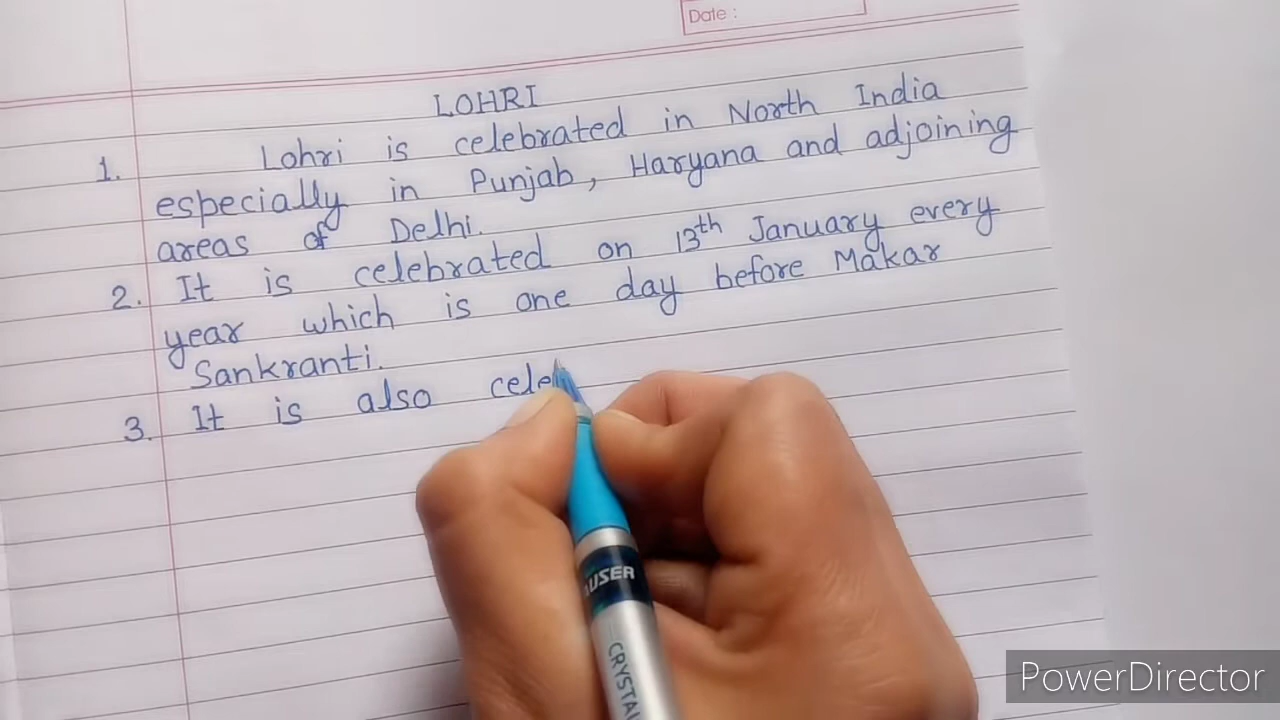 Date :
LOHRI
1. Lohri is celebrated in North India
especially in Punjab, Haryana and adjoining
areas of Delhi.
2. It is celebrated on 13th January every
year which is one day before Makar
Sankranti.
3. It is also cele
AUSER
CRYSTAL
PowerDirector